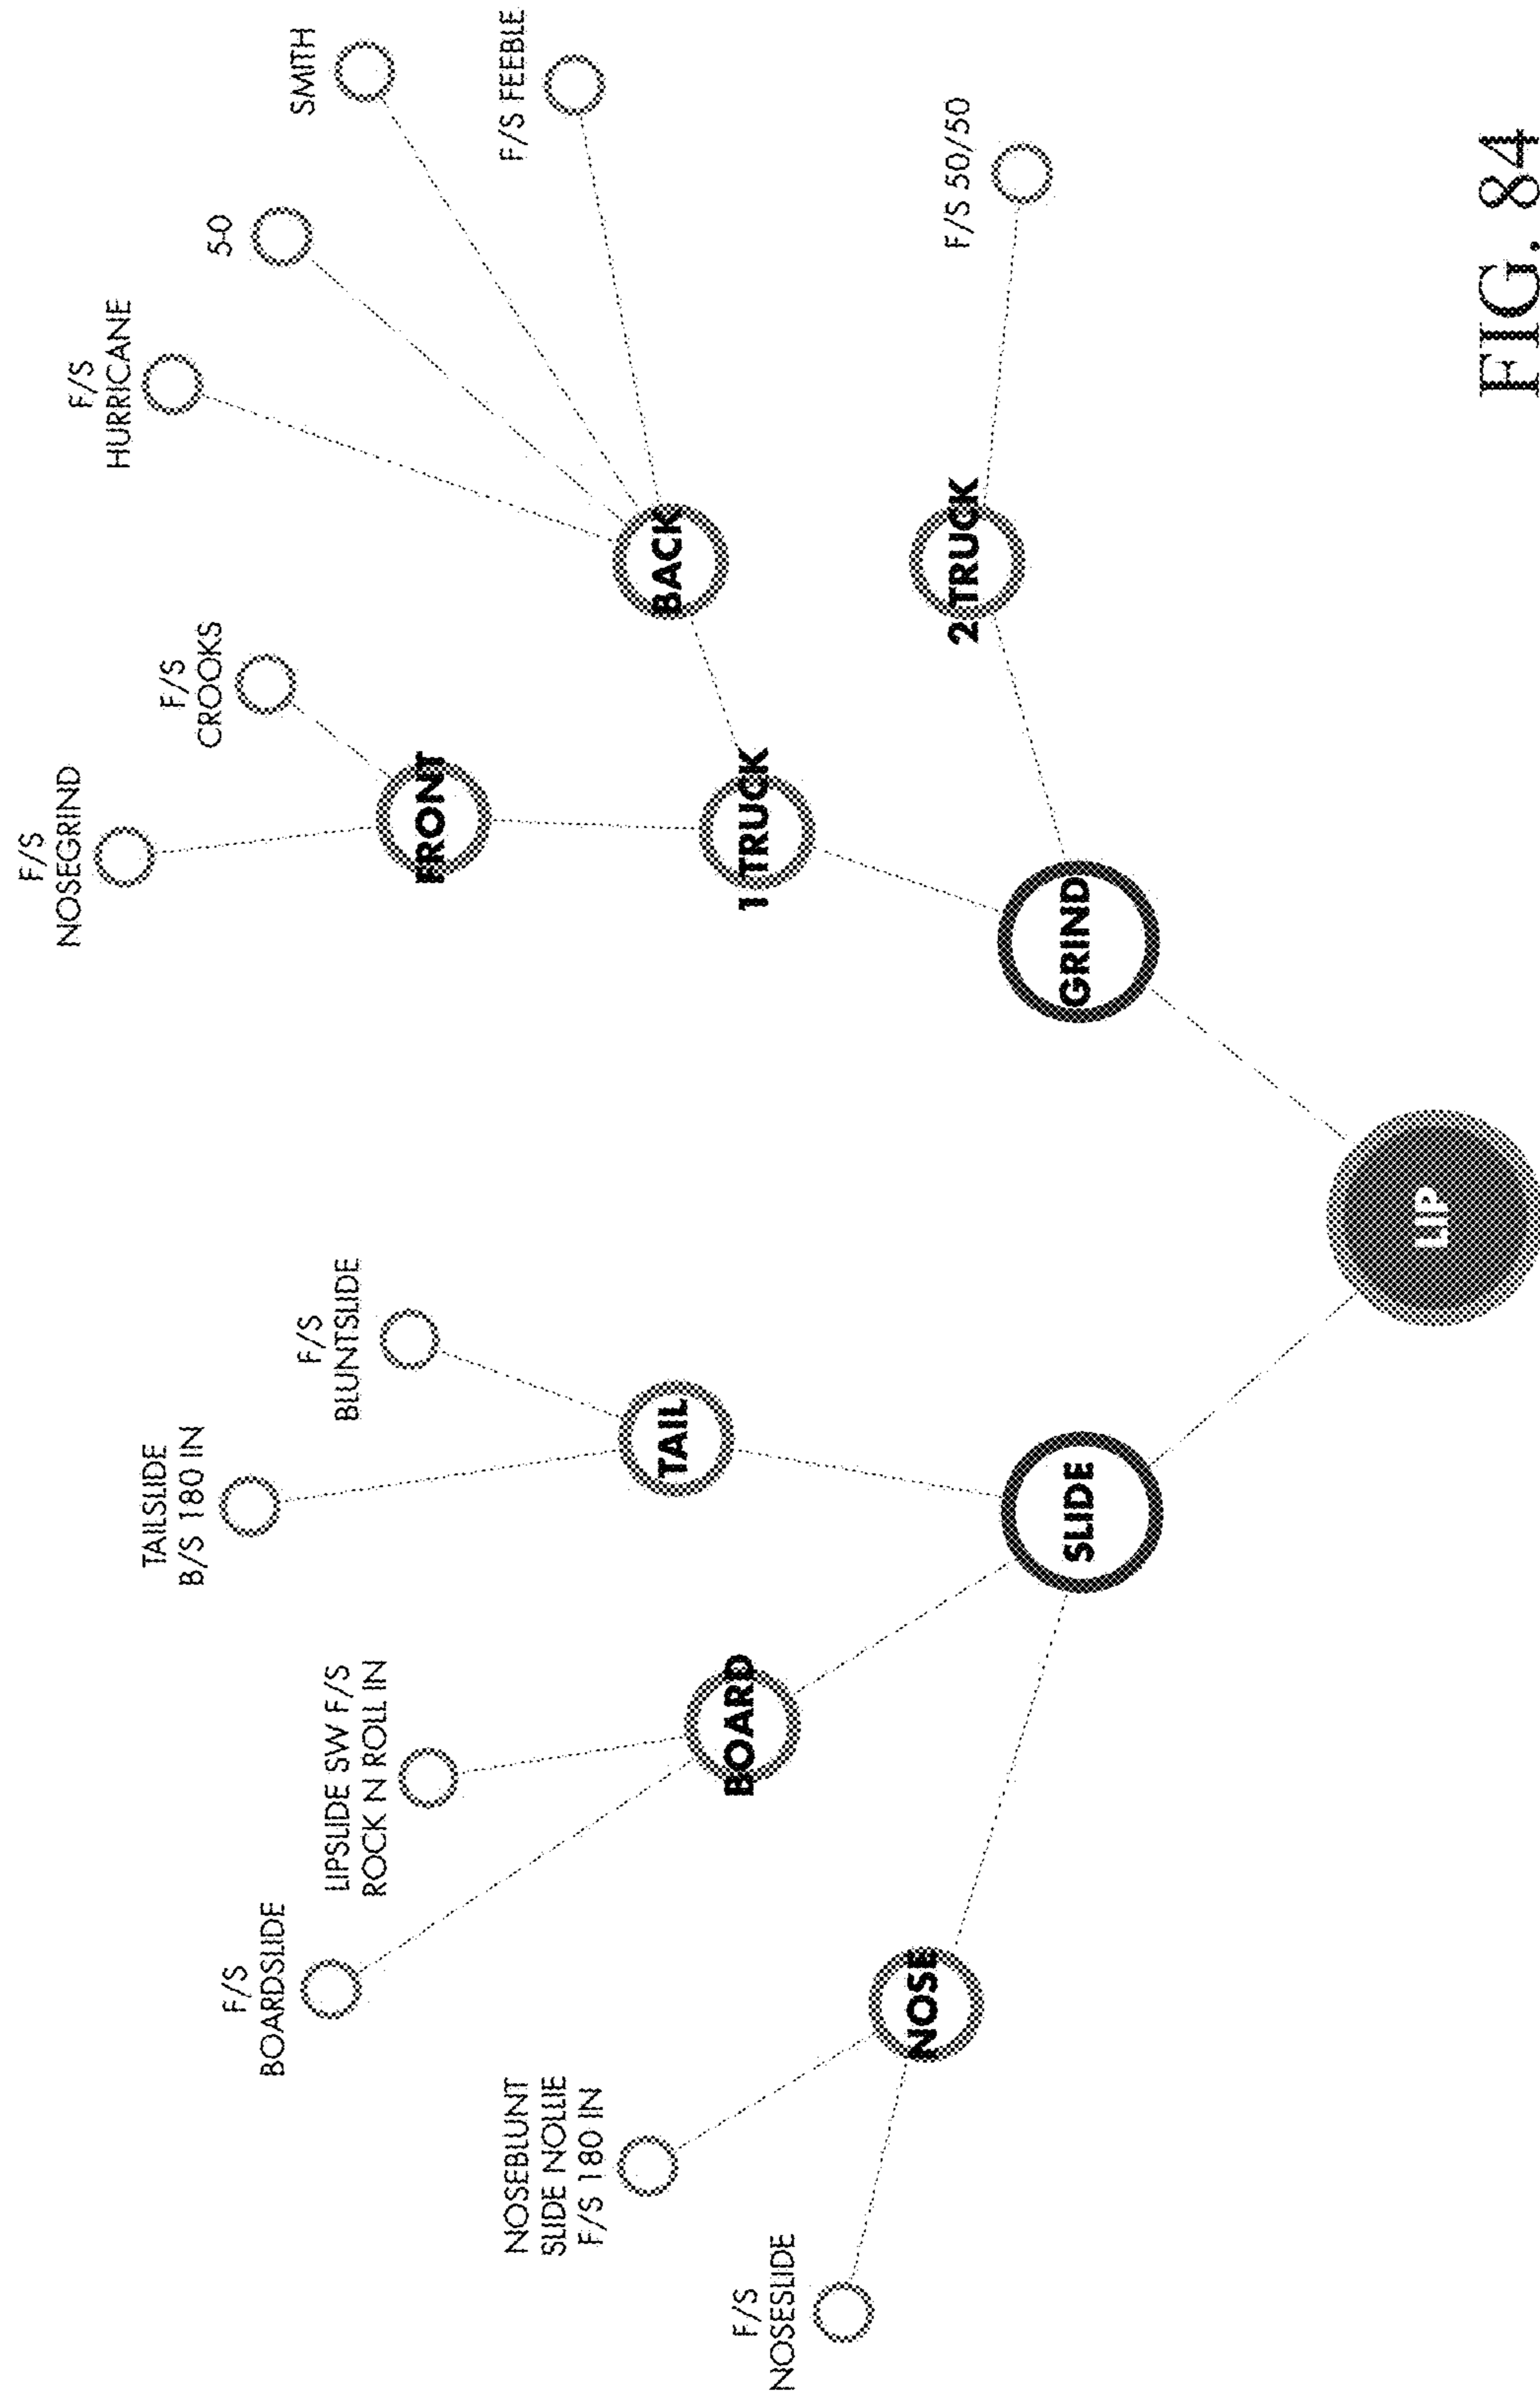 F/S
NOSESLIDE
NOSEBLUNT
SLIDE NOLLIE
F/S 180 IN
NOSE
F/S
BOARDSLIDE
LIPSLIDE SW F/S
ROCK N ROLL IN
BOARD
TAILSLIDE
B/S 180 IN
F/S
BLUNTSLIDE
TAIL
SLIDE
LIP
GRIND
F/S
NOSEGRIND
F/S
CROOKS
FRONT
1 TRUCK
F/S
HURRICANE
5-0
SMITH
F/S FEEBLE
BACK
2 TRUCK
F/S 50/50
FIG. 84